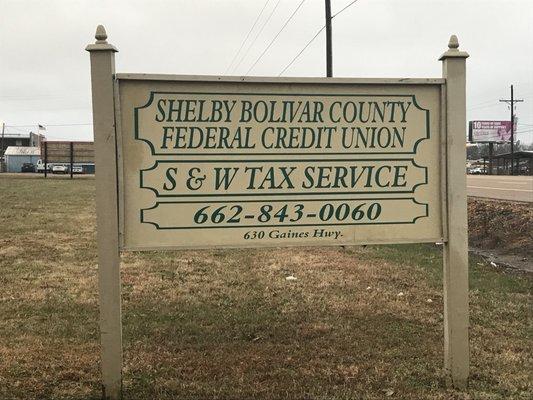 SHELBY BOLIVAR COUNTY
FEDERAL CREDIT UNION
S & W TAX SERVICE
662-843-0060
630 Gaines Hwy.